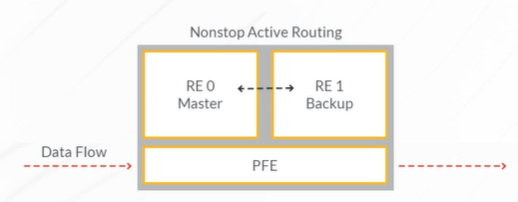 Nonstop Active Routing
RE 0
Master
RE 1
Backup
Data Flow
PFE